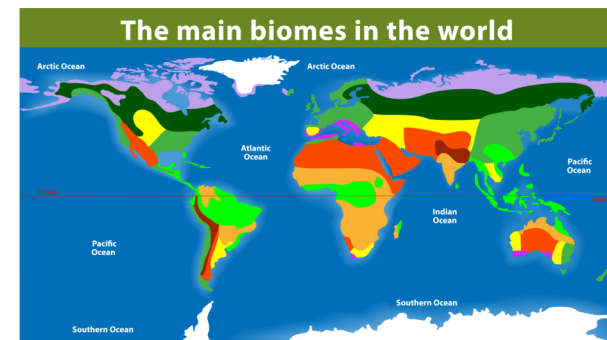 The main biomes in the world
Arctic Ocean
Arctic Ocean
Atlantic
Ocean
Pacific
Ocean
Indian
Ocean
Pacific
Ocean
Southern Ocean
Southern Ocean